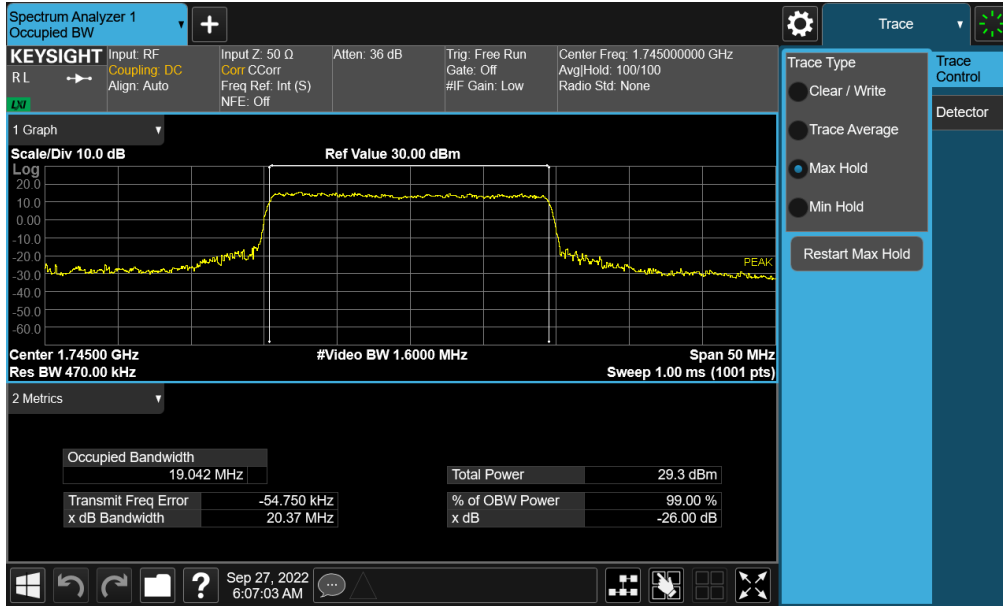 Spectrum Analyzer 1
Occupied BW
+
Trace
KEYSIGHT
R L
LXI
Input: RF
Coupling: DC
Align: Auto
Input Z: 50 Ω
Corr CCorr
Freq Ref: Int (S)
NFE: Off
Atten: 36 dB
Trig: Free Run
Gate: Off
#IF Gain: Low
Center Freq: 1.745000000 GHz
Avg|Hold: 100/100
Radio Std: None
Trace Type
Clear / Write
Trace Average
Max Hold
Min Hold
Restart Max Hold
Trace
Control
Detector
1 Graph
Scale/Div 10.0 dB
Ref Value 30.00 dBm
Log
20.0
10.0
0.00
-10.0
-20.0
-30.0
-40.0
-50.0
-60.0
PEAK
Center 1.74500 GHz
#Video BW 1.6000 MHz
Span 50 MHz
Res BW 470.00 kHz
Sweep 1.00 ms (1001 pts)
2 Metrics
Occupied Bandwidth
19.042 MHz
Total Power 29.3 dBm
Transmit Freq Error -54.750 kHz
% of OBW Power 99.00 %
x dB Bandwidth 20.37 MHz
x dB -26.00 dB
?
Sep 27, 2022
6:07:03 AM